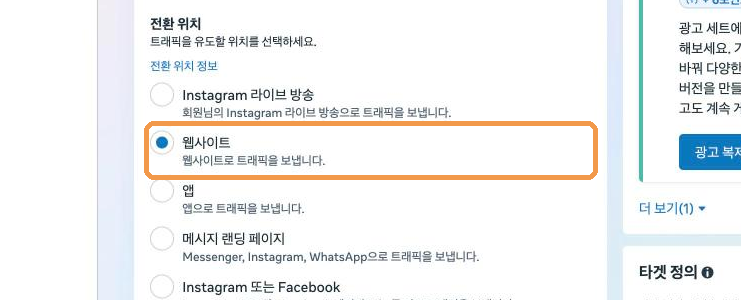 전환 위치
트래픽을 유도할 위치를 선택하세요.
전환 위치 정보
Instagram 라이브 방송
회원님의 Instagram 라이브 방송으로 트래픽을 보냅니다.
웹사이트
웹사이트로 트래픽을 보냅니다.
앱
앱으로 트래픽을 보냅니다.
메시지 랜딩 페이지
Messenger, Instagram, WhatsApp으로 트래픽을 보냅니다.
Instagram 또는 Facebook
광고 세트에
해보세요.
바꿔 다양한
버전을 만들
고도 계속
광고 복제
더 보기(1)
타겟 정의